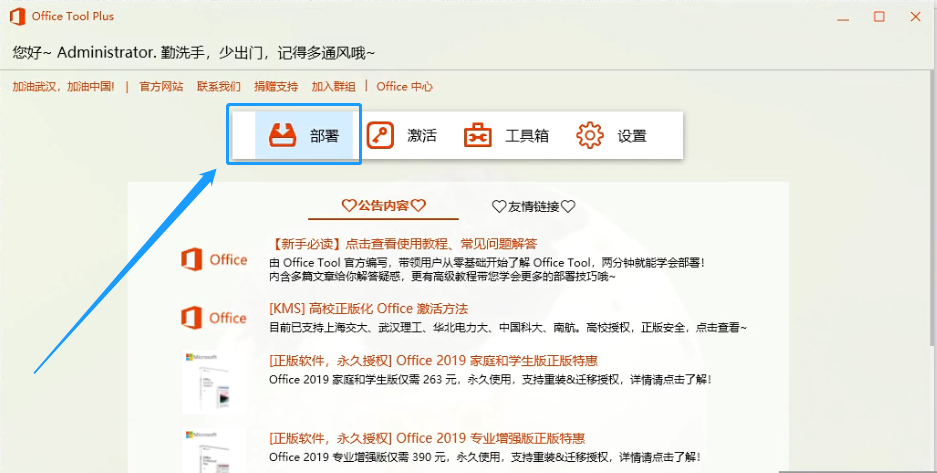 Office Tool Plus
您好~ Administrator. 勤洗手，少出门，记得多通风哦~
加油武汉，加油中国! | 官方网站 联系我们 捐赠支持 加入群组 | Office 中心
部署 激活 工具箱 设置
♡公告内容♡ ♡友情链接♡
【新手必读】点击查看使用教程、常见问题解答
Office
由 Office Tool 官方编写，带领用户从零基础开始了解 Office Tool，两分钟就能学会部署!
内含多篇文章给你解答疑惑，更有高级教程带您学会更多的部署技巧哦~
[KMS] 高校正版化 Office 激活方法
Office
目前已支持上海交大、武汉理工、华北电力大、中国科大、南航。高校授权，正版安全，点击查看~
[正版软件，永久授权] Office 2019 家庭和学生版正版特惠
Microsoft
Office 2019 家庭和学生版仅需 263 元，永久使用，支持重装&迁移授权，详情请点击了解!
[正版软件，永久授权] Office 2019 专业增强版正版特惠
Microsoft
Office 2019 专业增强版仅需 390 元，永久使用，支持重装&迁移授权，详情请点击了解!